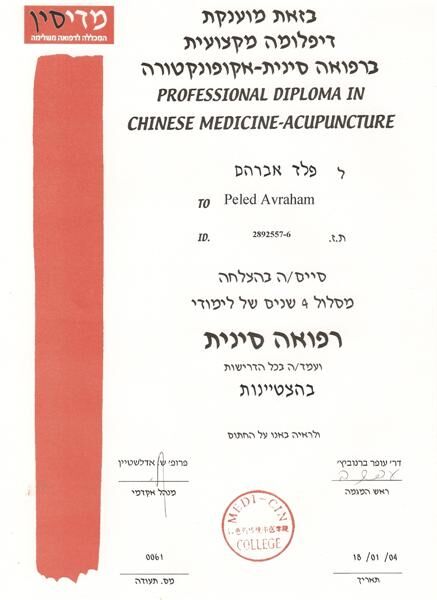 מדיסין
המכללה לרפואה משלימה
בזאת מוענקת
דיפלומה מקצועית
ברפואה סינית-אקופונקטורה
PROFESSIONAL DIPLOMA IN
CHINESE MEDICINE-ACUPUNCTURE
ל פלד אברהם
TO Peled Avraham
ID. 2892557-6 ת.ז.
סיים/ה בהצלחה
מסלול 4 שנים של לימודי
רפואה סינית
ועמד/ה בכל הדרישות
בהצטיינות
ולראיה באנו על החתום
דר' עופר ברנוביץ'
ראש המגמה
פרופ' ש. אדלשטיין
מנהל אקדמי
MEDI-CIN
COLLEGE
18/01/04
תאריך
0061
מס. תעודה